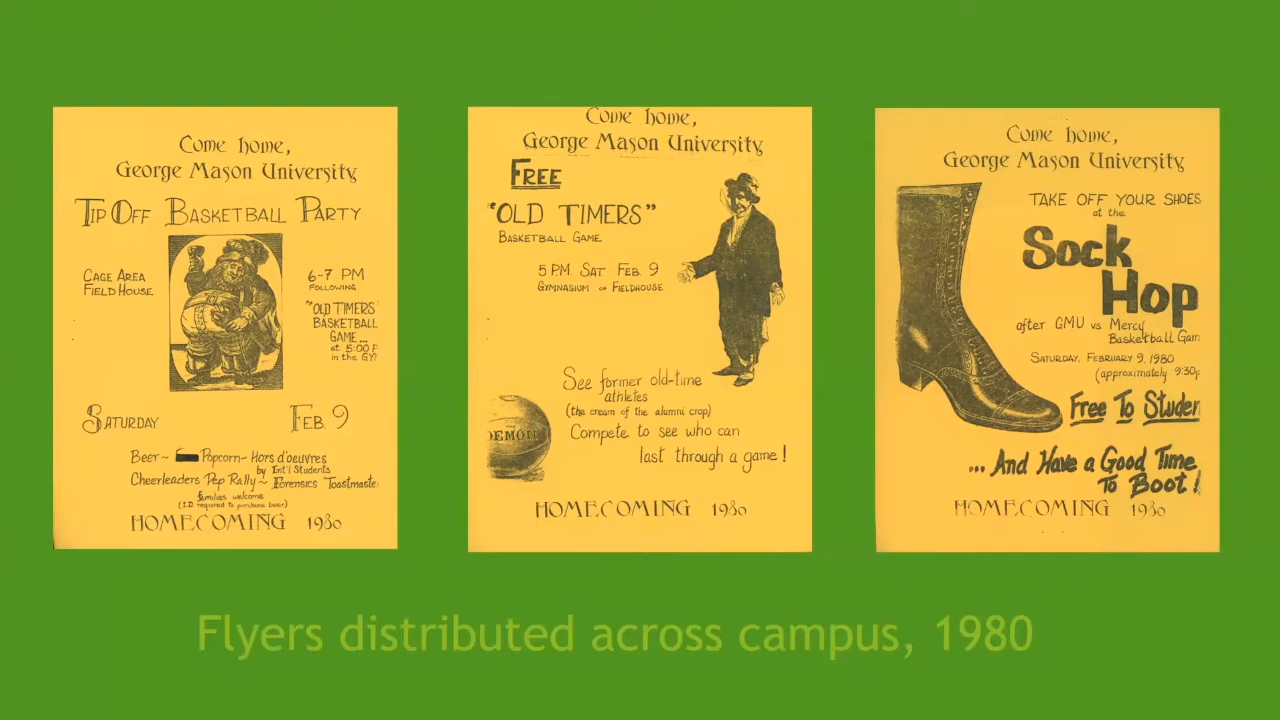 Come home,
George Mason University,
TIP OFF BASKETBALL PARTY
CAGE AREA
FIELD HOUSE
6-7 PM
FOLLOWING
"OLD TIMERS'
BASKETBALL
GAME...
at 5:00 P
in the GY
SATURDAY
FEB. 9
Beer~ Popcorn~ Hors d'oeuvres
by Int'l Students
Cheerleaders Pep Rally~ Forensics Toastmaste
families welcome
(I.D. required to purchase beer)
HOMECOMING 1980
Come home,
George Mason University,
FREE
"OLD TIMERS"
BASKETBALL GAME
5 P.M. SAT FEB. 9
GYMNASIUM OF FIELDHOUSE
See former old-time
athletes
(the cream of the alumni crop)
Compete to see who can
last through a game!
DEMON
HOMECOMING 1980
Come home,
George Mason University,
TAKE OFF YOUR SHOES
at the
Sock
Hop
after GMU vs Mercy
Basketball Gam
SATURDAY, FEBRUARY 9, 1980
(approximately 9:30p
Free To Studen
... And Have a Good Time
To Boot!
HOMECOMING 1980
Flyers distributed across campus, 1980